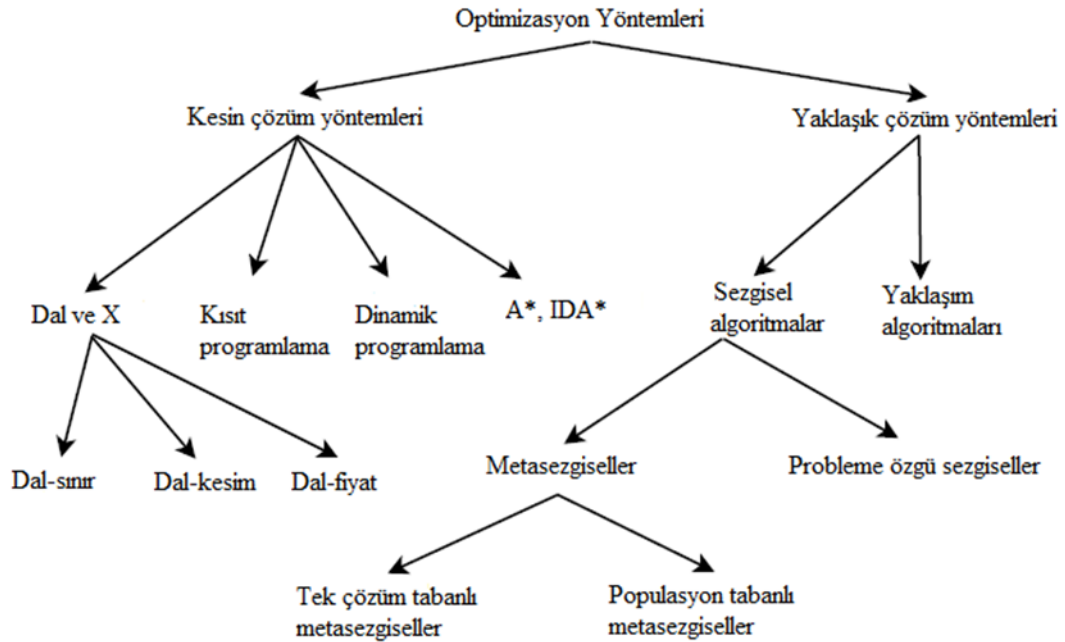 Optimizasyon Yöntemleri
Kesin çözüm yöntemleri
Yaklaşık çözüm yöntemleri
Dal ve X
Kısıt
programlama
Dinamik
programlama
A*, IDA*
Sezgisel
algoritmalar
Yaklaşım
algoritmaları
Dal-sınır
Dal-kesim
Dal-fiyat
Metasezgiseller
Probleme özgü sezgiseller
Tek çözüm tabanlı
metasezgiseller
Populasyon tabanlı
metasezgiseller